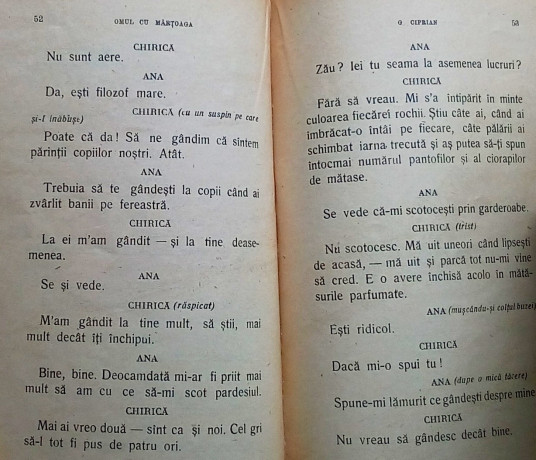 52
OMUL CU MÂRȚOAGA
CHIRICĂ
Nu sunt aere.
ANA
Da, ești filozof mare.
CHIRICĂ (cu un suspin pe care
și-l înăbușe)
Poate că da! Să ne gândim că sîntem
părinții copiilor noștri. Atât.
ANA
Trebuia să te gândești la copii când ai
zvârlit banii pe fereastră.
CHIRICĂ
La ei m'am gândit — și la tine dease-
menea.
ANA
Se și vede.
CHIRICĂ (răspicat)
M'am gândit la tine mult, să știi, mai
mult decât îți închipui.
ANA
Bine, bine. Deocamdată mi-ar fi priit mai
mult să am cu ce să-mi scot pardesiul.
CHIRICĂ
Mai ai vreo două — sînt ca și noi. Cel gri
să-l tot fi pus de patru ori.
G CIPRIAN
53
ANA
Zău? Iei tu seama la asemenea lucruri?
CHIRICĂ
Fără să vreau. Mi s'a întipărit în minte
culoarea fiecărei rochii. Știu câte ai, când ai
îmbrăcat-o întâi pe fiecare, câte pălării ai
schimbat iarna trecută și aș putea să-ți spun
întocmai numărul pantofilor și al ciorapilor
de mătase.
ANA
Se vede că-mi scotocești prin garderoabe.
CHIRICĂ (trist)
Nu scotocesc. Mă uit uneori când lipsești
de acasă, — mă uit și parcă tot nu-mi vine
să cred. E o avere închisă acolo în mătă-
surile parfumate.
ANA (mușcându-și colțul buzei)
Ești ridicol.
CHIRICĂ
Dacă mi-o spui tu!
ANA (dupe o mică tăcere)
Spune-mi lămurit ce gândești despre mine
CHIRICĂ
Nu vreau să gândesc decât bine.